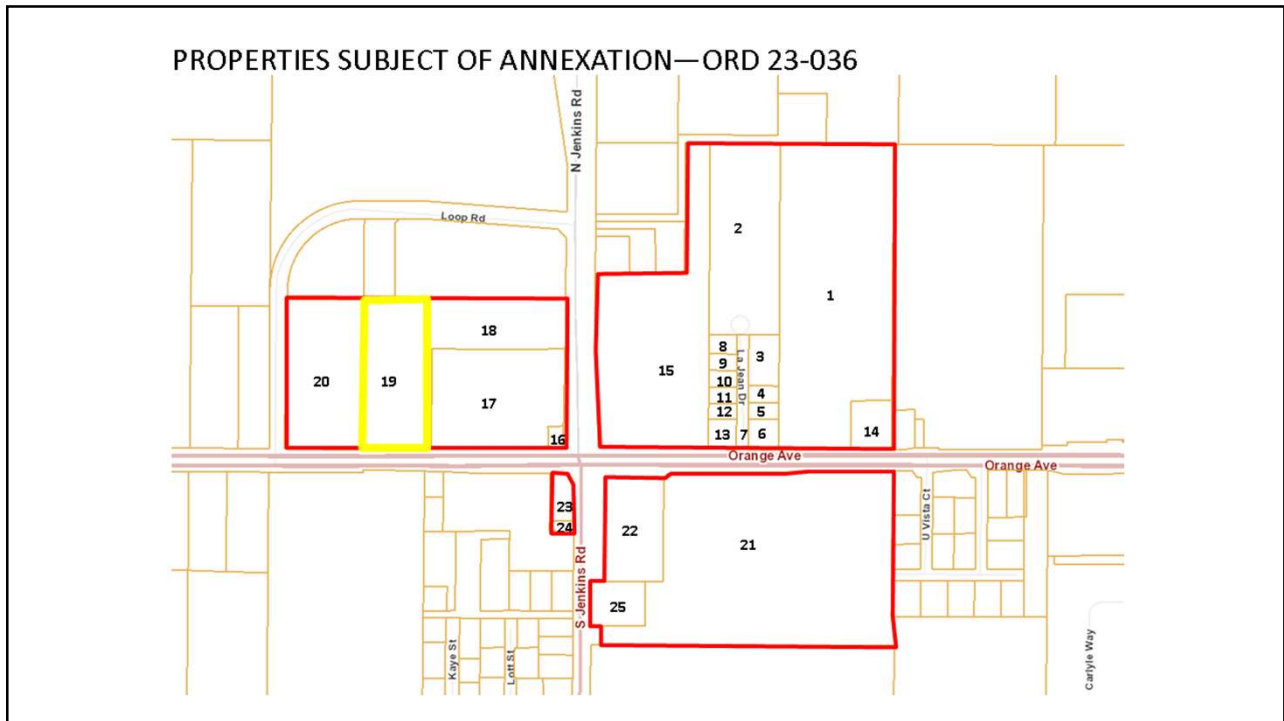 PROPERTIES SUBJECT OF ANNEXATION—ORD 23-036
N Jenkins Rd
Loop Rd
2
1
18
8
3
9
15
La Jean Dr
20
19
10
4
11
17
12
5
16
13
7
6
14
Orange Ave
Orange Ave
23
24
22
21
U Vista Ct
25
S Jenkins Rd
Kaye St
Lott St
Carlyle Way